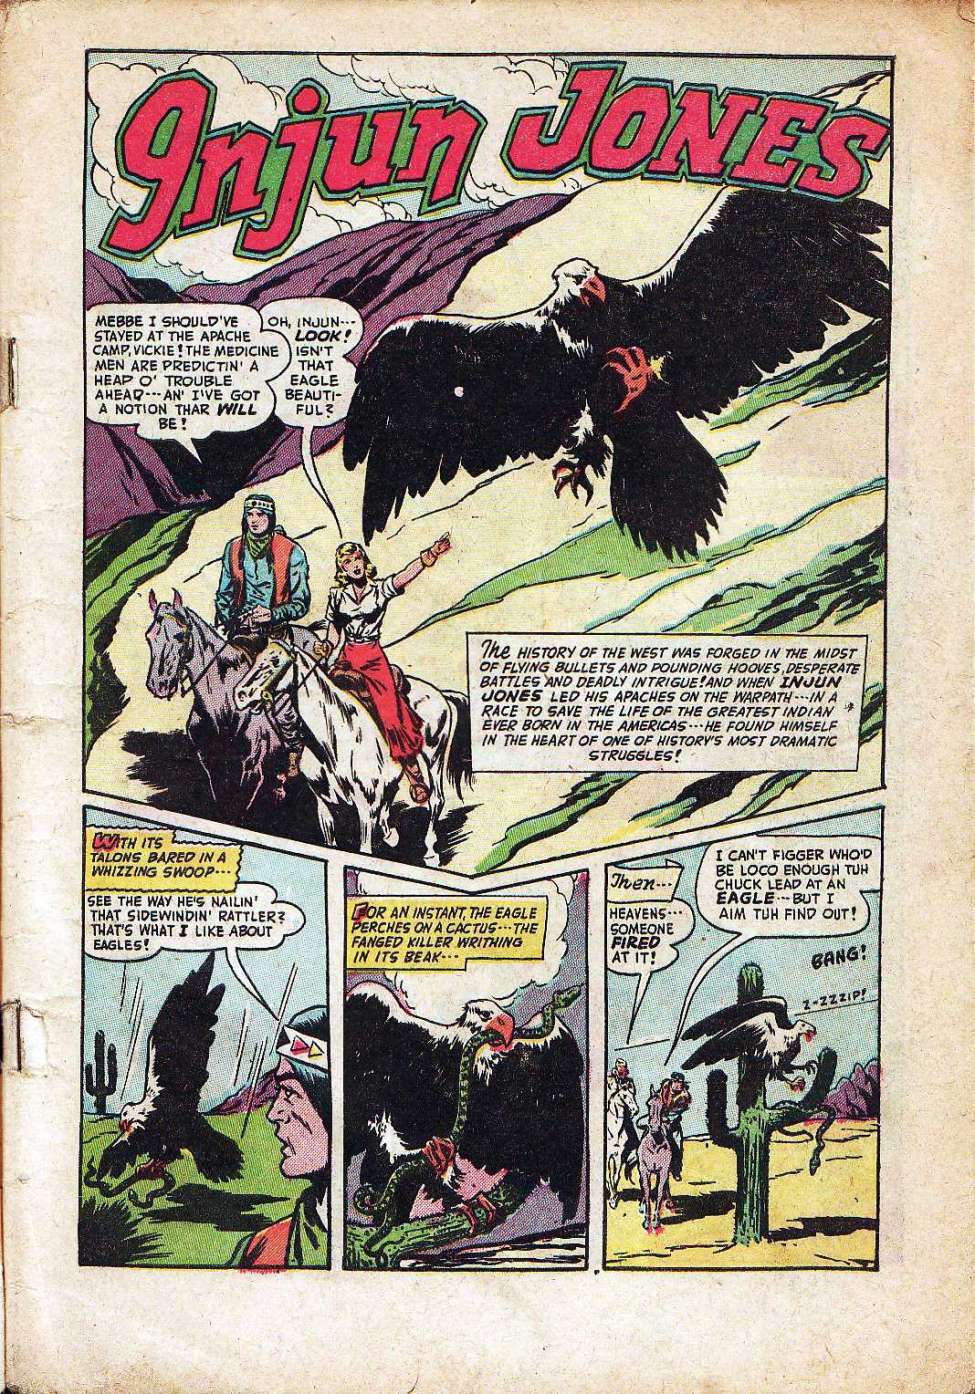 Injun JONES
MEBBE I SHOULD'VE
STAYED AT THE APACHE
CAMP, VICKIE! THE MEDICINE
MEN ARE PREDICTIN' A
HEAP O' TROUBLE
AHEAD---AN' I'VE GOT
A NOTION THAR WILL
BE!
OH, INJUN---
LOOK!
ISN'T
THAT
EAGLE
BEAUTI-
FUL?
The HISTORY OF THE WEST WAS FORGED IN THE MIDST
OF FLYING BULLETS AND POUNDING HOOVES, DESPERATE
BATTLES AND DEADLY INTRIGUE! AND WHEN INJUN
JONES LED HIS APACHES ON THE WARPATH---IN A
RACE TO SAVE THE LIFE OF THE GREATEST INDIAN
EVER BORN IN THE AMERICAS---HE FOUND HIMSELF
IN THE HEART OF ONE OF HISTORY'S MOST DRAMATIC
STRUGGLES!
WITH ITS
TALONS BARED IN A
WHIZZING SWOOP---
SEE THE WAY HE'S NAILIN'
THAT SIDEWINDIN' RATTLER?
THAT'S WHAT I LIKE ABOUT
EAGLES!
FOR AN INSTANT, THE EAGLE
PERCHES ON A CACTUS---THE
FANGED KILLER WRITHING
IN ITS BEAK---
Then---
HEAVENS---
SOMEONE
FIRED
AT IT!
I CAN'T FIGGER WHO'D
BE LOCO ENOUGH TUH
CHUCK LEAD AT AN
EAGLE---BUT I
AIM TUH FIND OUT!
BANG!
Z-ZZZIP!